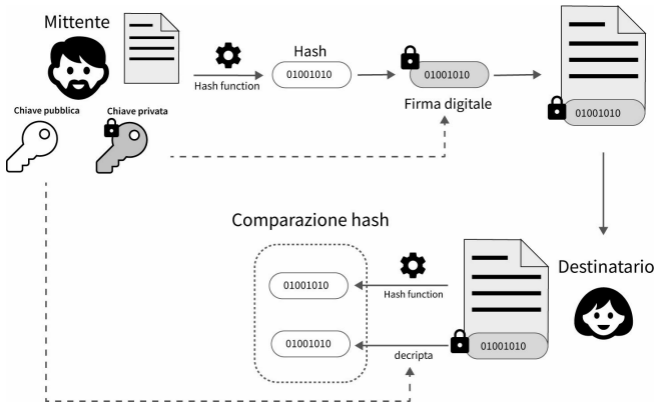 Mittente
Hash
01001010
Hash function
01001010
Firma digitale
01001010
Chiave pubblica
Chiave privata
Comparazione hash
01001010
Hash function
Destinatario
01001010
decripta
01001010